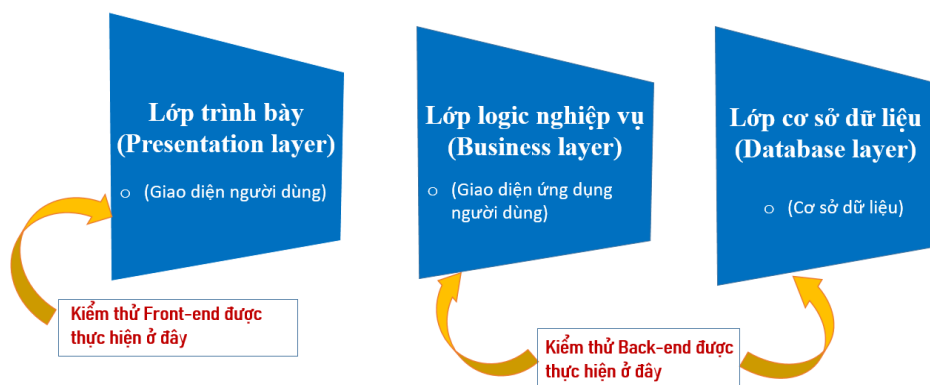 Lớp trình bày
(Presentation layer)
o (Giao diện người dùng)
Lớp logic nghiệp vụ
(Business layer)
o (Giao diện ứng dụng
người dùng)
Lớp cơ sở dữ liệu
(Database layer)
o (Cơ sở dữ liệu)
Kiểm thử Front-end được
thực hiện ở đây
Kiểm thử Back-end được
thực hiện ở đây